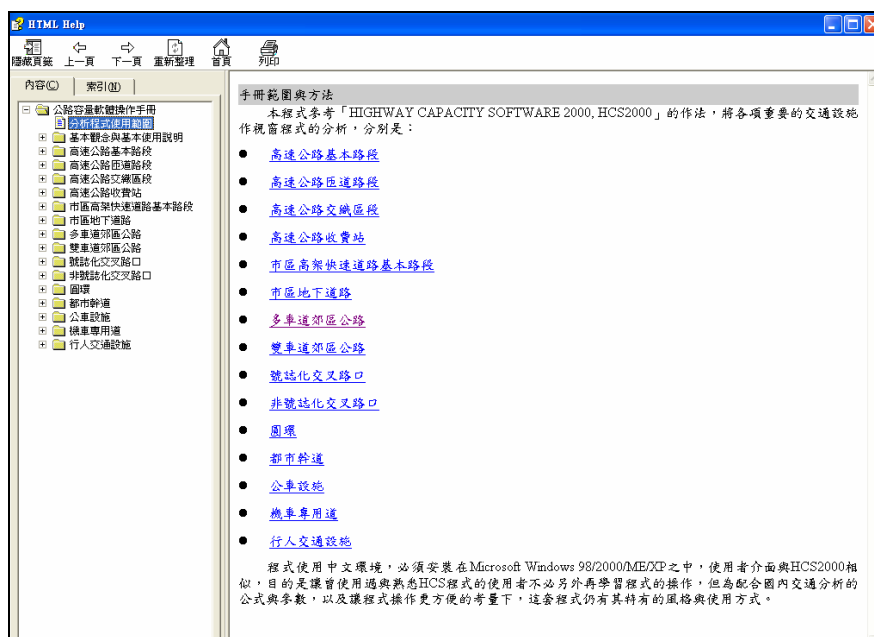 HTML Help
隱藏頁籤 上一頁 下一頁 重新整理 首頁 列印
內容(C) 索引(N)
公路容量軟體操作手冊
分析程式使用範圍
基本觀念與基本使用說明
高速公路基本路段
高速公路匝道路段
高速公路交織區段
高速公路收費站
市區高架快速道路基本路段
市區地下道路
多車道郊區公路
雙車道郊區公路
號誌化交叉路口
非號誌化交叉路口
圓環
都市幹道
公車設施
機車專用道
行人交通設施
手冊範圍與方法
本程式參考「HIGHWAY CAPACITY SOFTWARE 2000, HCS2000」的作法，將各項重要的交通設施
作視窗程式的分析，分別是：
● 高速公路基本路段
● 高速公路匝道路段
● 高速公路交織區段
● 高速公路收費站
● 市區高架快速道路基本路段
● 市區地下道路
● 多車道郊區公路
● 雙車道郊區公路
● 號誌化交叉路口
● 非號誌化交叉路口
● 圓環
● 都市幹道
● 公車設施
● 機車專用道
● 行人交通設施
程式使用中文環境，必須安裝在Microsoft Windows 98/2000/ME/XP之中，使用者介面與HCS2000相
似，目的是讓曾使用過與熟悉HCS程式的使用者不必另外再學習程式的操作，但為配合國內交通分析的
公式與參數，以及讓程式操作更方便的考量下，這套程式仍有其特有的風格與使用方式。